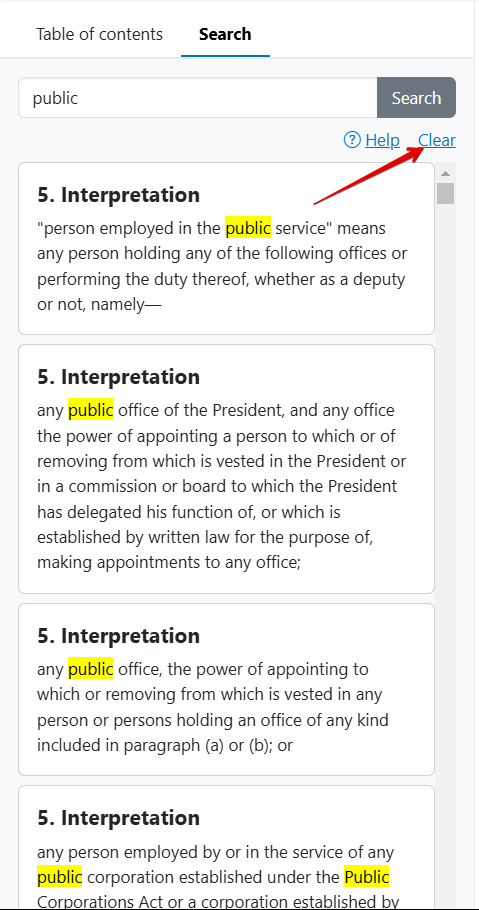 Table of contents Search
public Search
? Help Clear
5. Interpretation
"person employed in the public service" means
any person holding any of the following offices or
performing the duty thereof, whether as a deputy
or not, namely—
5. Interpretation
any public office of the President, and any office
the power of appointing a person to which or of
removing from which is vested in the President or
in a commission or board to which the President
has delegated his function of, or which is
established by written law for the purpose of,
making appointments to any office;
5. Interpretation
any public office, the power of appointing to
which or removing from which is vested in any
person or persons holding an office of any kind
included in paragraph (a) or (b); or
5. Interpretation
any person employed by or in the service of any
public corporation established under the Public
Corporations Act or a corporation established by